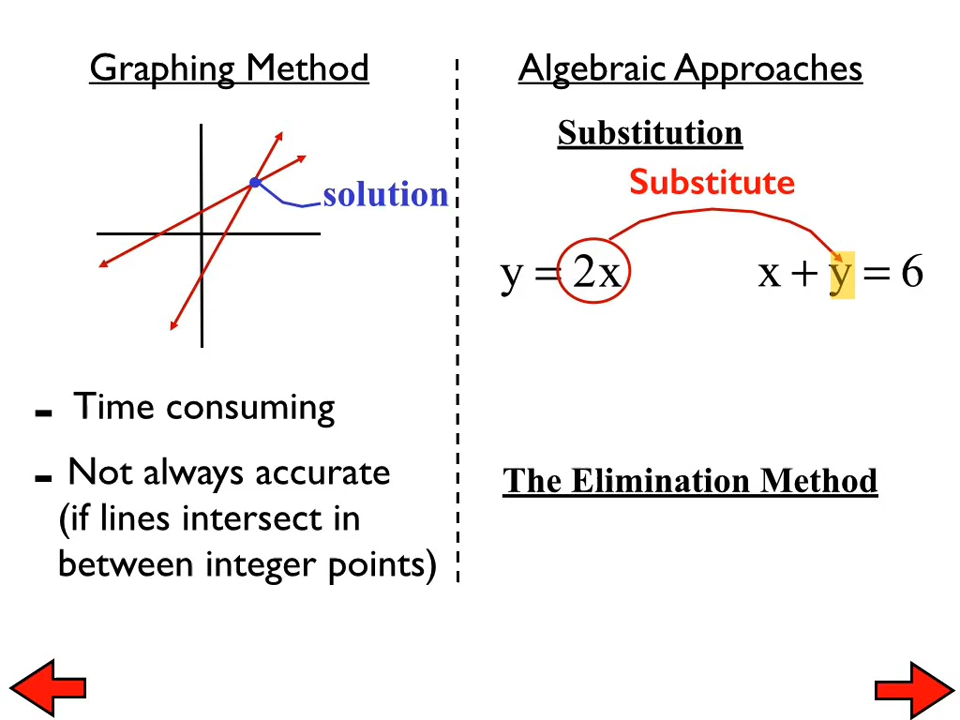 Graphing Method
solution
- Time consuming
- Not always accurate
(if lines intersect in
between integer points)
Algebraic Approaches
Substitution
Substitute
y = 2x x + y = 6
The Elimination Method